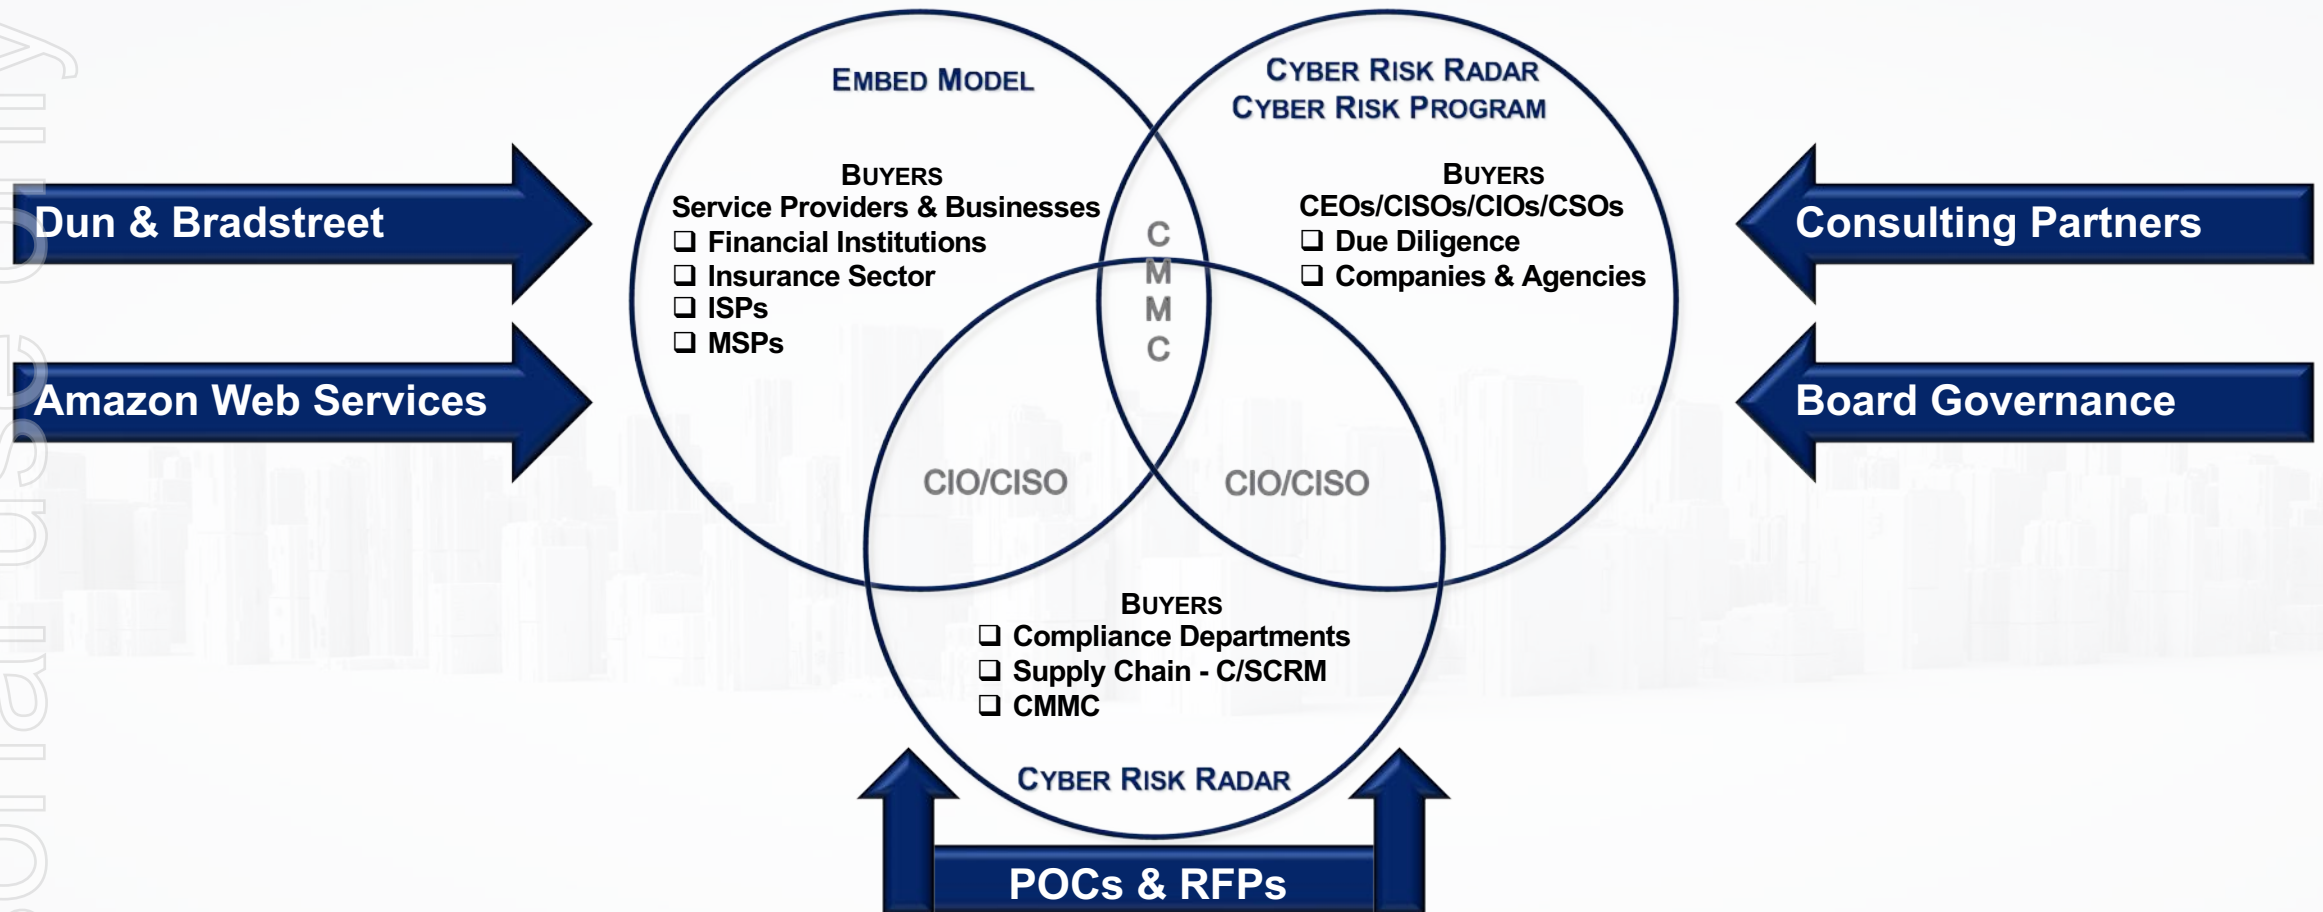 EMBED MODEL
BUYERS
Service Providers & Businesses
❑ Financial Institutions
❑ Insurance Sector
❑ ISPs
❑ MSPs
CYBER RISK RADAR
CYBER RISK PROGRAM
BUYERS
CEOs/CISOs/CIOs/CSOs
❑ Due Diligence
❑ Companies & Agencies
C
M
M
C
Dun & Bradstreet
Amazon Web Services
Consulting Partners
Board Governance
CIO/CISO
CIO/CISO
BUYERS
❑ Compliance Departments
❑ Supply Chain - C/SCRM
❑ CMMC
CYBER RISK RADAR
POCs & RFPs
use only